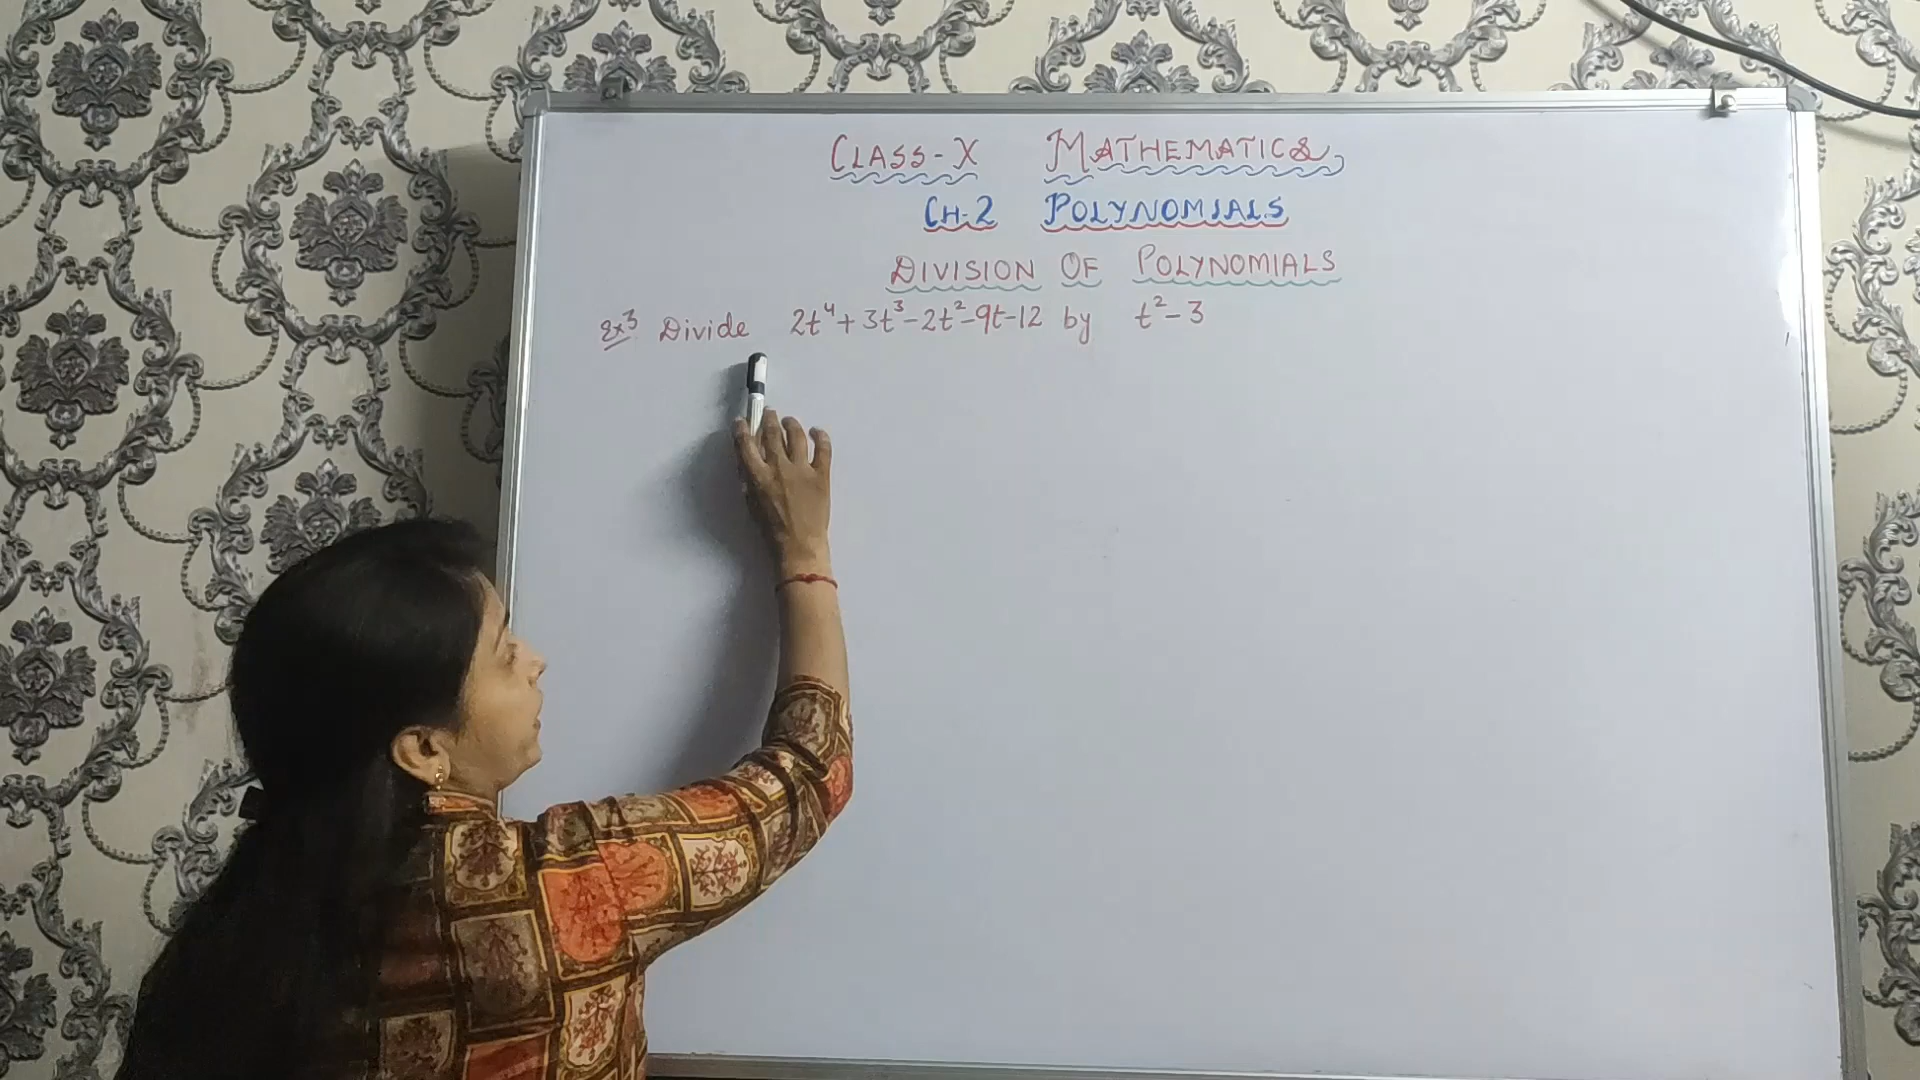 CLASS-X MATHEMATICS
CH-2 POLYNOMIALS
DIVISION OF POLYNOMIALS
Ex3 Divide 2t⁴+3t³-2t²-9t-12 by t²-3